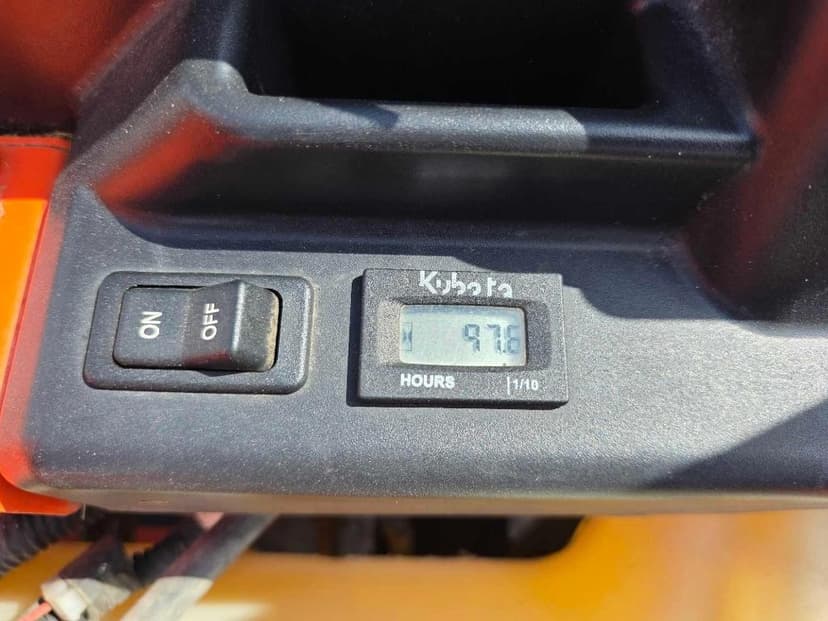 Kubota
ON
OFF
97.6
HOURS
1/10